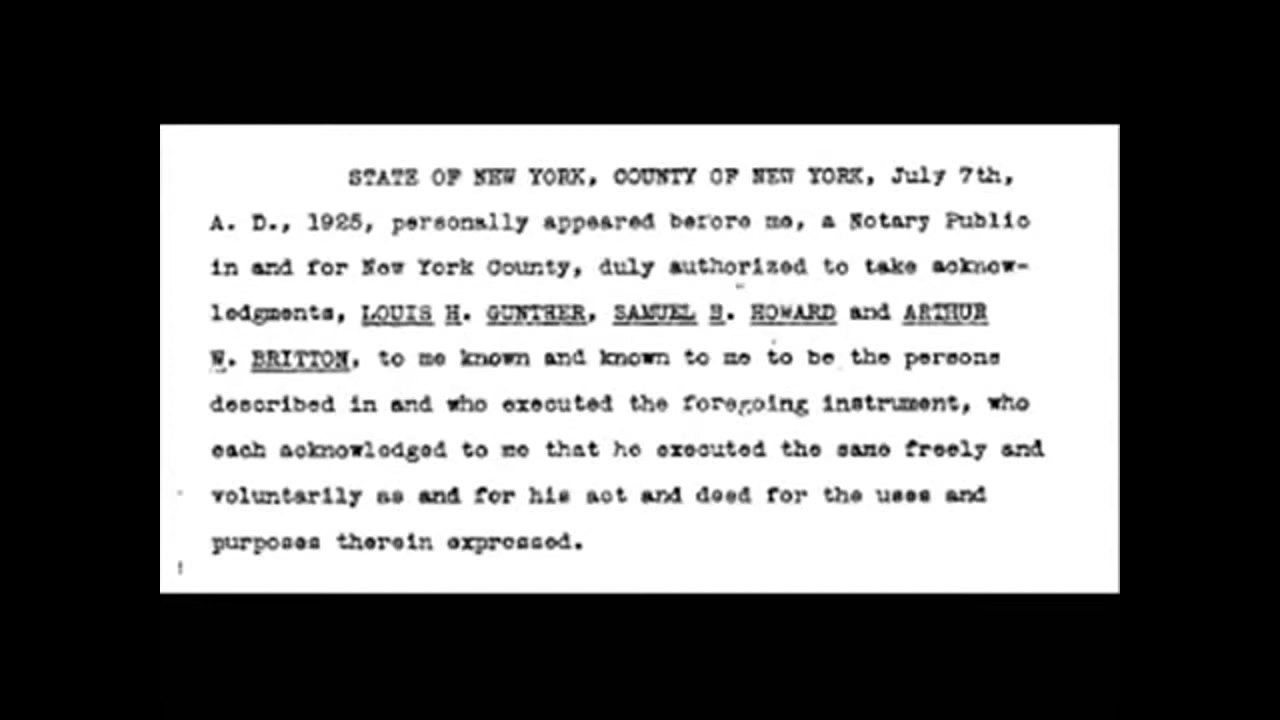 STATE OF NEW YORK, COUNTY OF NEW YORK, July 7th,
A. D., 1925, personally appeared before me, a Notary Public
in and for New York County, duly authorized to take acknow-
ledgments, LOUIS H. GUNTHER, SAMUEL B. HOWARD and ARTHUR
W. BRITTON, to me known and known to me to be the persons
described in and who executed the foregoing instrument, who
each acknowledged to me that he executed the same freely and
voluntarily as and for his act and deed for the uses and
purposes therein expressed.